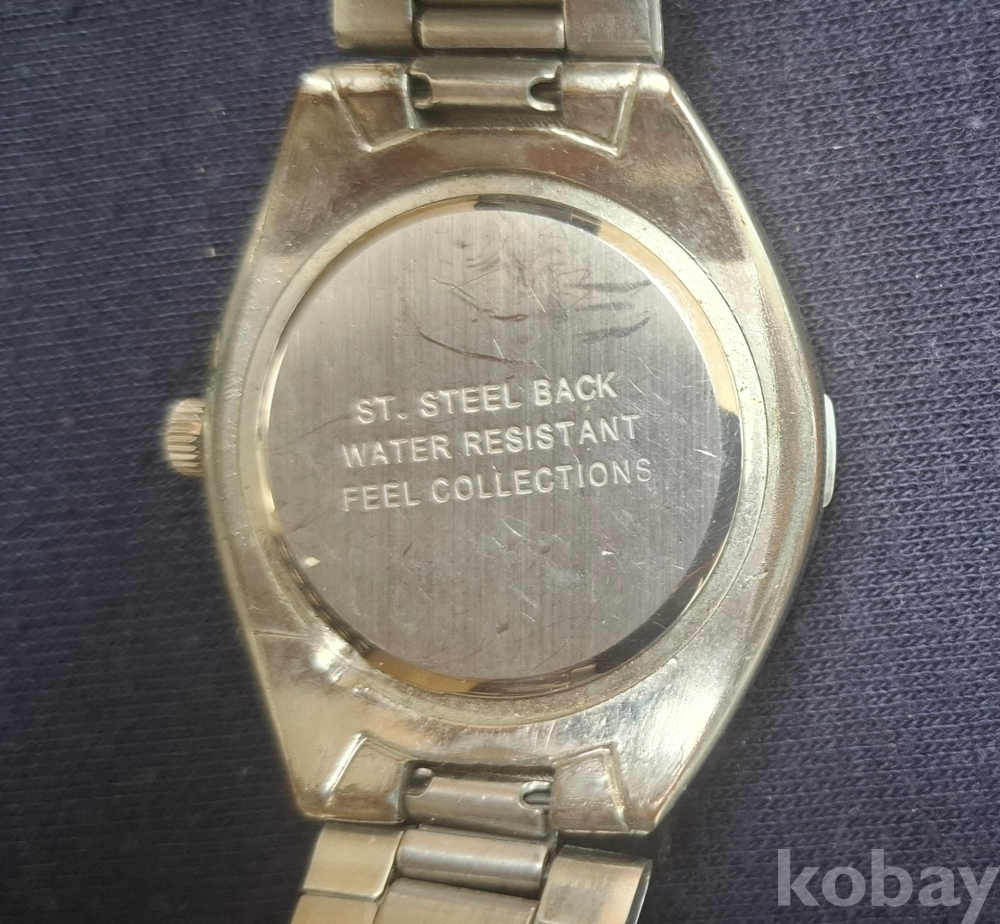 ST. STEEL BACK
WATER RESISTANT
FEEL COLLECTIONS
kobay